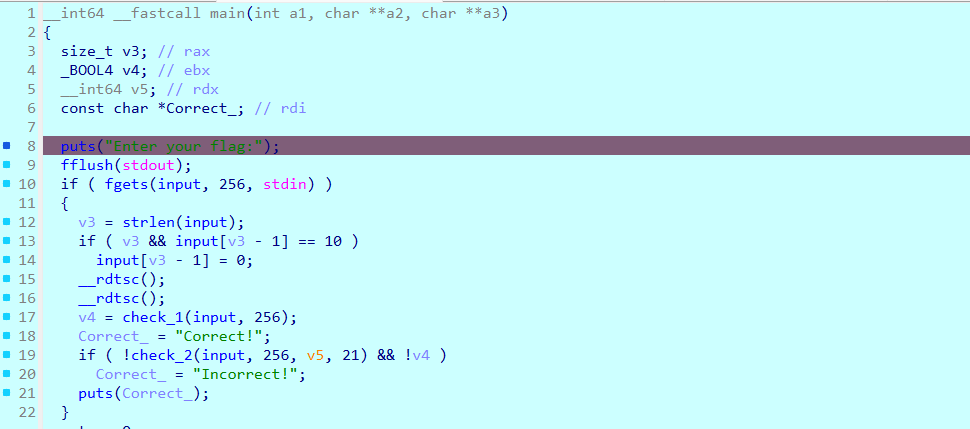 1 __int64 __fastcall main(int a1, char **a2, char **a3)
2 {
3 size_t v3; // rax
4 _BOOL4 v4; // ebx
5 __int64 v5; // rdx
6 const char *Correct_; // rdi
7
8 puts("Enter your flag:");
9 fflush(stdout);
10 if ( fgets(input, 256, stdin) )
11 {
12 v3 = strlen(input);
13 if ( v3 && input[v3 - 1] == 10 )
14 input[v3 - 1] = 0;
15 __rdtsc();
16 __rdtsc();
17 v4 = check_1(input, 256);
18 Correct_ = "Correct!";
19 if ( !check_2(input, 256, v5, 21) && !v4 )
20 Correct_ = "Incorrect!";
21 puts(Correct_);
22 }